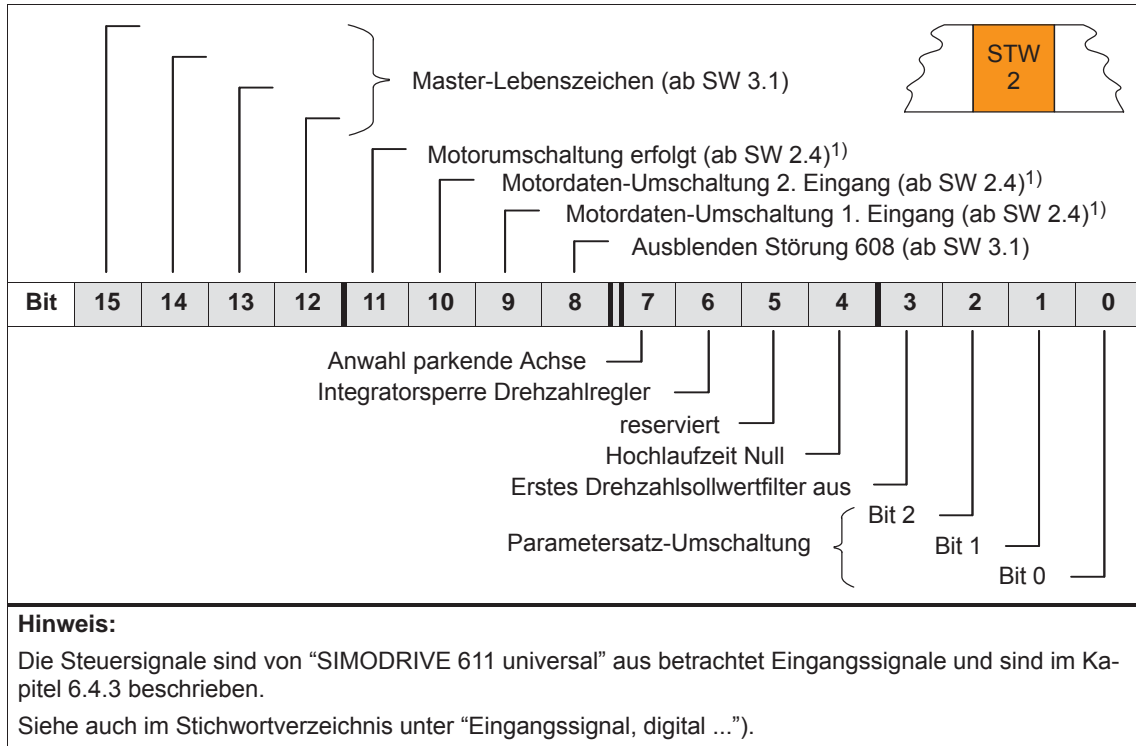 STW
2
Master-Lebenszeichen (ab SW 3.1)
Motorumschaltung erfolgt (ab SW 2.4)1)
Motordaten-Umschaltung 2. Eingang (ab SW 2.4)1)
Motordaten-Umschaltung 1. Eingang (ab SW 2.4)1)
Ausblenden Störung 608 (ab SW 3.1)
Bit 15 14 13 12 11 10 9 8 7 6 5 4 3 2 1 0
Anwahl parkende Achse
Integratorsperre Drehzahlregler
reserviert
Hochlaufzeit Null
Erstes Drehzahlsollwertfilter aus
Bit 2
Parametersatz-Umschaltung
Bit 1
Bit 0
Hinweis:
Die Steuersignale sind von “SIMODRIVE 611 universal” aus betrachtet Eingangssignale und sind im Ka-
pitel 6.4.3 beschrieben.
Siehe auch im Stichwortverzeichnis unter “Eingangssignal, digital ...”).